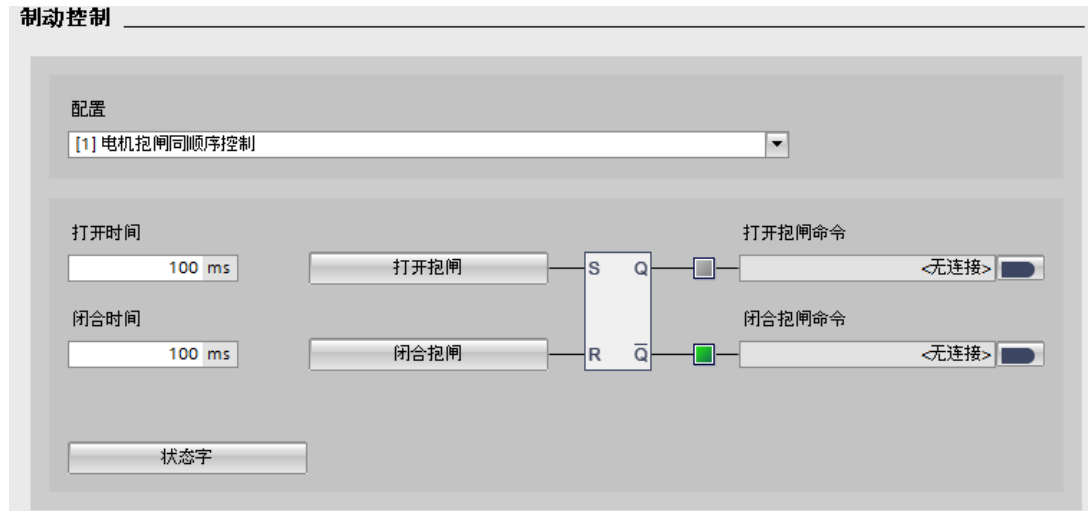 制动控制
配置
[1] 电机抱闸同顺序控制
打开时间
打开抱闸命令
100 ms
打开抱闸
S
Q
<无连接>
闭合时间
闭合抱闸命令
100 ms
闭合抱闸
R
Q̅
<无连接>
状态字